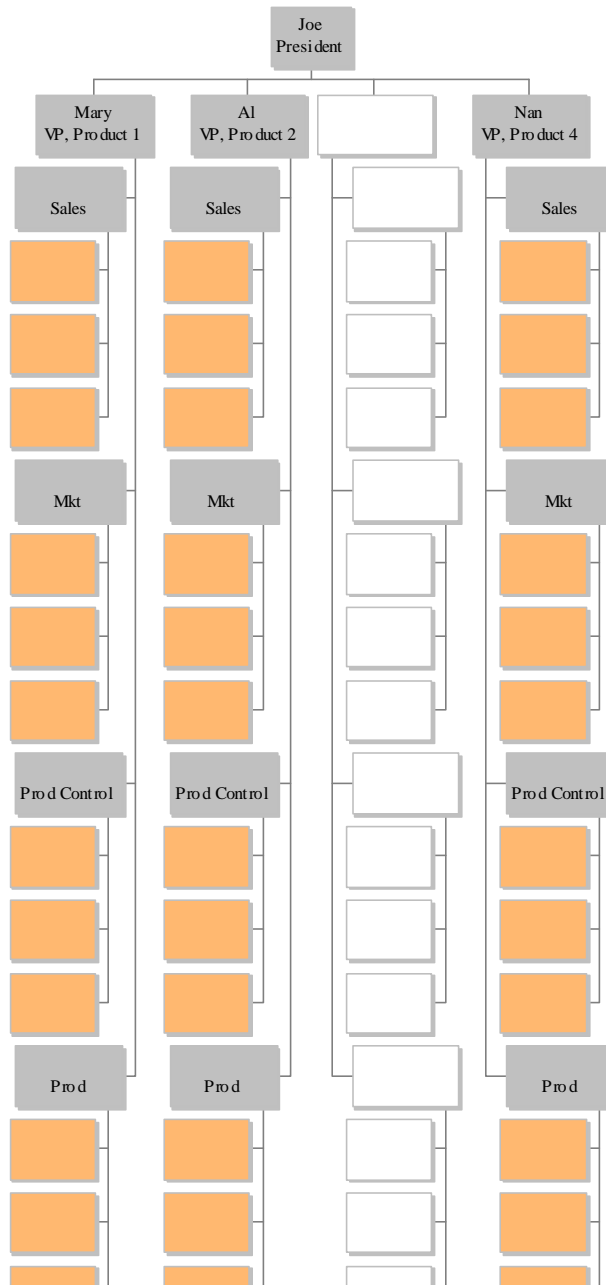 Joe
President
Mary
VP, Product 1
Al
VP, Product 2
Nan
VP, Product 4
Sales
Sales
Sales
Mkt
Mkt
Mkt
Prod Control
Prod Control
Prod Control
Prod
Prod
Prod